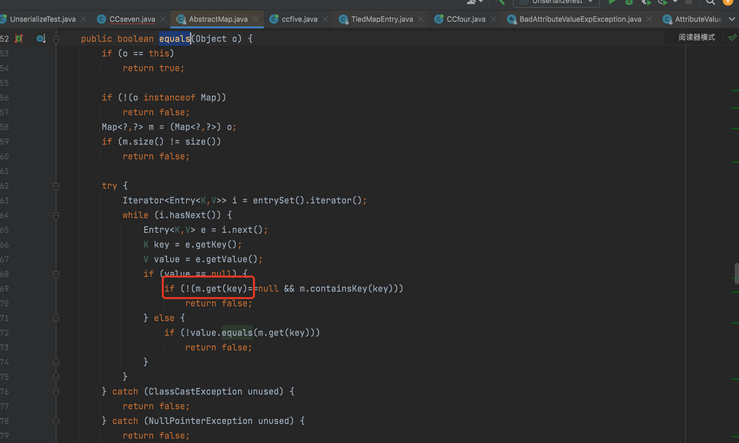 UnserializeTest.java CCSeven.java AbstractMap.java ccfive.java TiedMapEntry.java CCfour.java BadAttributeValueExpException.java AttributeValu
阅读器模式
52 public boolean equals(Object o) {
53 if (o == this)
54 return true;
55
56 if (!(o instanceof Map))
57 return false;
58 Map<?,?> m = (Map<?,?>) o;
59 if (m.size() != size())
60 return false;
61
62 try {
63 Iterator<Entry<K,V>> i = entrySet().iterator();
64 while (i.hasNext()) {
65 Entry<K,V> e = i.next();
66 K key = e.getKey();
67 V value = e.getValue();
68 if (value == null) {
69 if (!(m.get(key)==null && m.containsKey(key)))
70 return false;
71 } else {
72 if (!value.equals(m.get(key)))
73 return false;
74 }
75 }
76 } catch (ClassCastException unused) {
77 return false;
78 } catch (NullPointerException unused) {
79 return false;